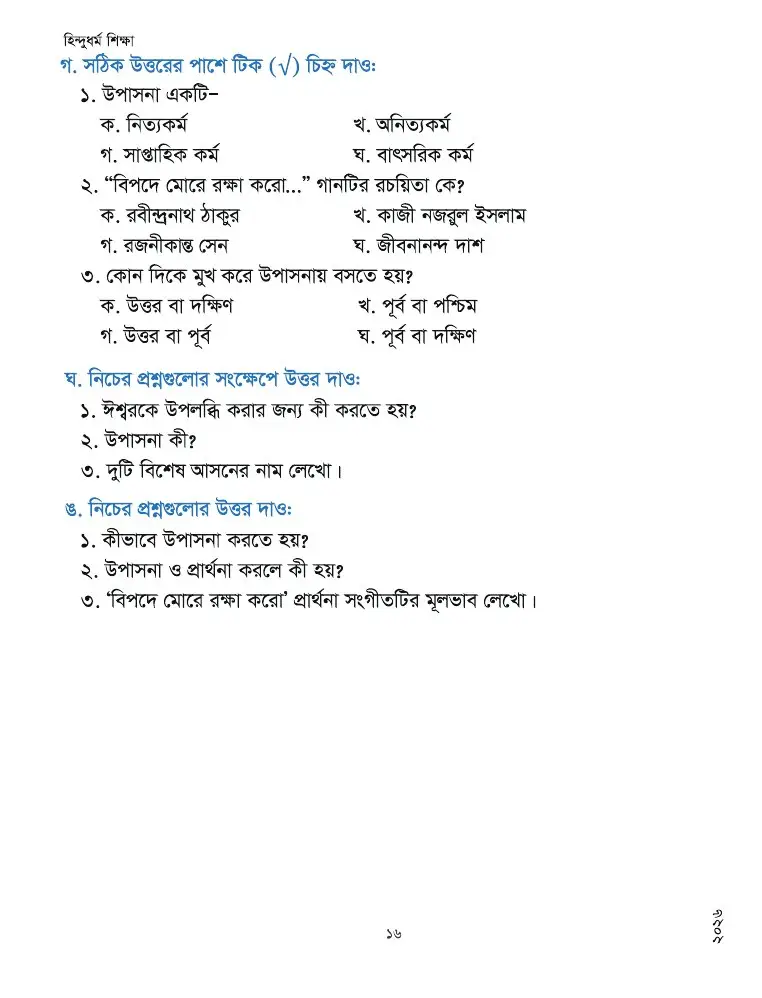 হিন্দুধর্ম শিক্ষা
গ. সঠিক উত্তরের পাশে টিক (√) চিহ্ন দাও:
১. উপাসনা একটি–
ক. নিত্যকর্ম খ. অনিত্যকর্ম
গ. সাপ্তাহিক কর্ম ঘ. বাৎসরিক কর্ম
২. “বিপদে মোরে রক্ষা করো...” গানটির রচয়িতা কে?
ক. রবীন্দ্রনাথ ঠাকুর খ. কাজী নজরুল ইসলাম
গ. রজনীকান্ত সেন ঘ. জীবনানন্দ দাশ
৩. কোন দিকে মুখ করে উপাসনায় বসতে হয়?
ক. উত্তর বা দক্ষিণ খ. পূর্ব বা পশ্চিম
গ. উত্তর বা পূর্ব ঘ. পূর্ব বা দক্ষিণ
ঘ. নিচের প্রশ্নগুলোর সংক্ষেপে উত্তর দাও:
১. ঈশ্বরকে উপলব্ধি করার জন্য কী করতে হয়?
২. উপাসনা কী?
৩. দুটি বিশেষ আসনের নাম লেখো।
ঙ. নিচের প্রশ্নগুলোর উত্তর দাও:
১. কীভাবে উপাসনা করতে হয়?
২. উপাসনা ও প্রার্থনা করলে কী হয়?
৩. ‘বিপদে মোরে রক্ষা করো’ প্রার্থনা সংগীতটির মূলভাব লেখো।
১৬
২০২৬